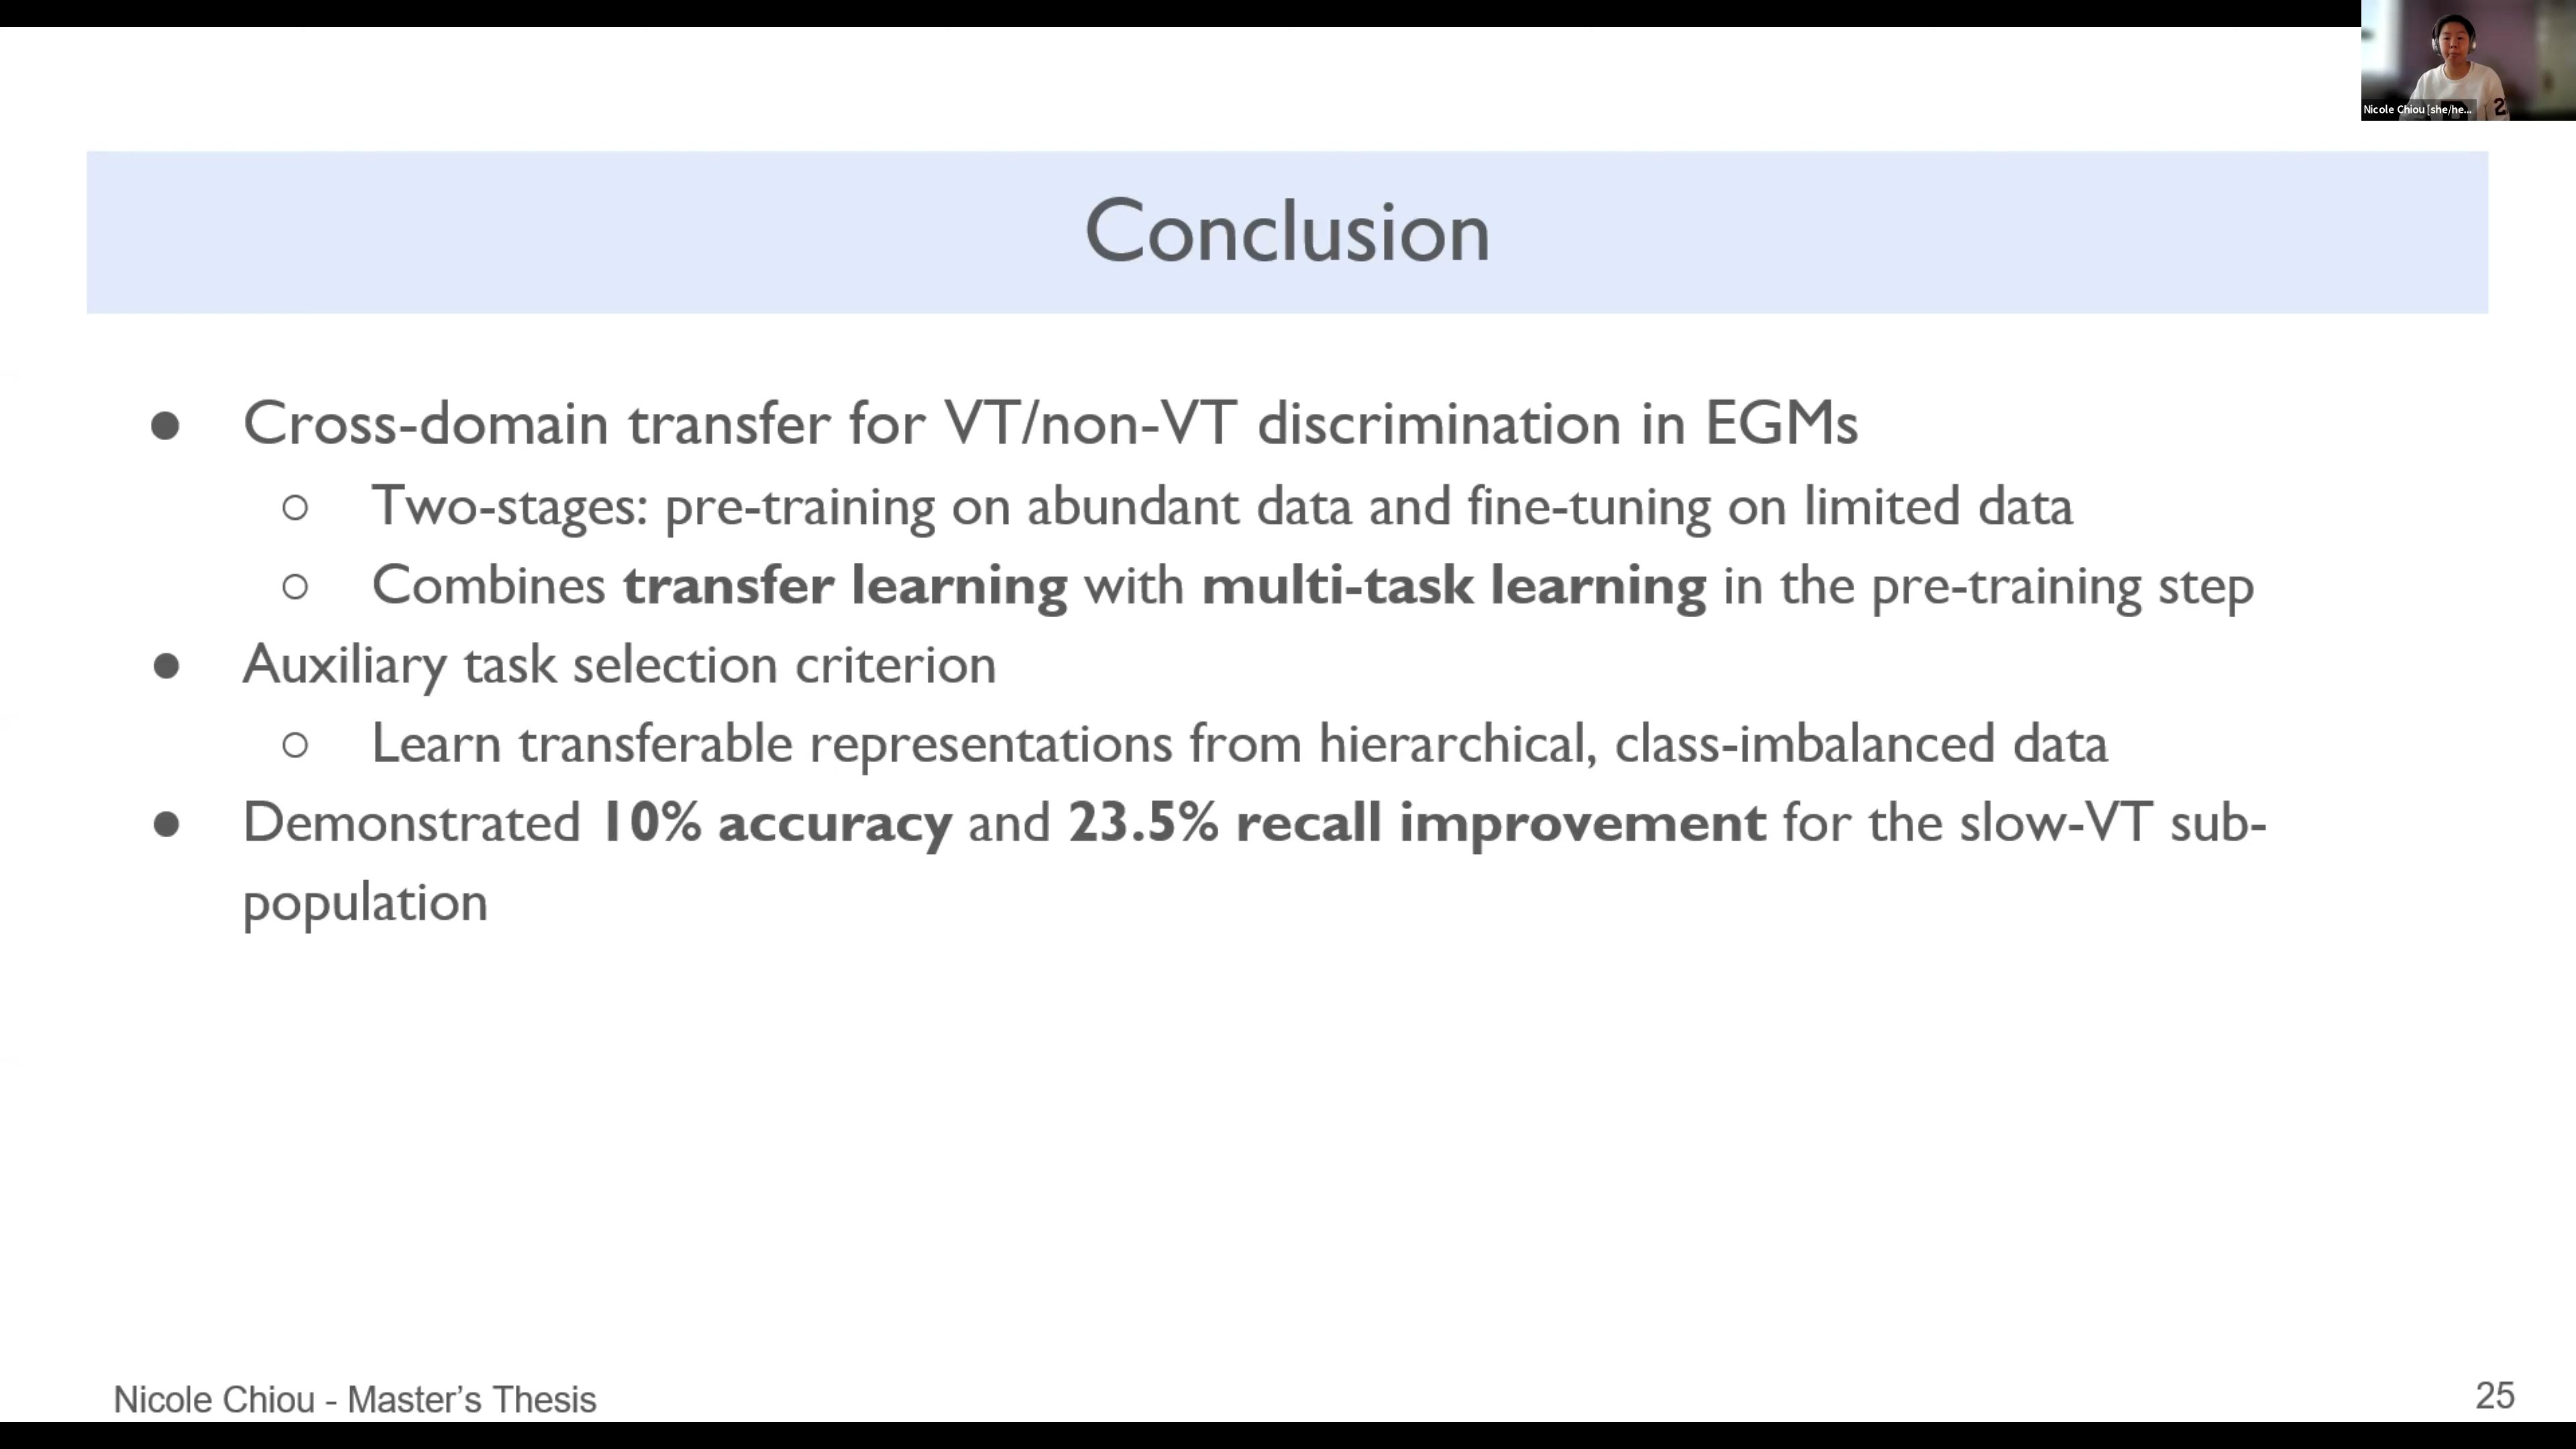 Nicole Chiou [she/he...
Conclusion
● Cross-domain transfer for VT/non-VT discrimination in EGMs
○ Two-stages: pre-training on abundant data and fine-tuning on limited data
○ Combines transfer learning with multi-task learning in the pre-training step
● Auxiliary task selection criterion
○ Learn transferable representations from hierarchical, class-imbalanced data
● Demonstrated 10% accuracy and 23.5% recall improvement for the slow-VT sub-
population
Nicole Chiou - Master's Thesis
25